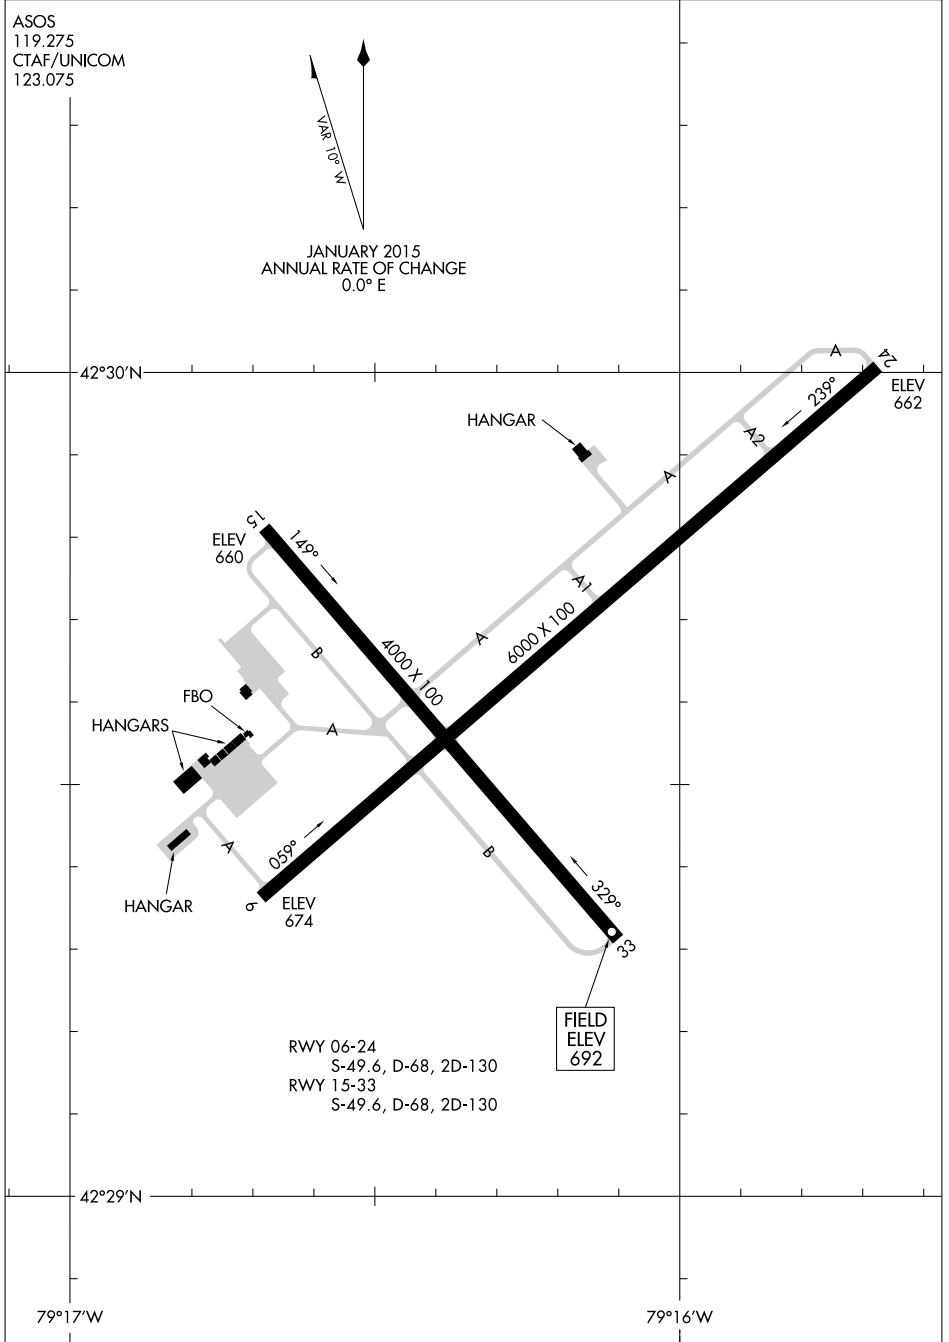 ASOS
119.275
CTAF/UNICOM
123.075
VAR 10° W
JANUARY 2015
ANNUAL RATE OF CHANGE
0.0° E
A
24
42°30'N
ELEV
662
239°
HANGAR
A2
A
15
ELEV
660
149°
A1
6000 X 100
A
4000 X 100
B
FBO
HANGARS
A
059°
A
B
329°
HANGAR
6
ELEV
674
33
FIELD
ELEV
692
RWY 06-24
S-49.6, D-68, 2D-130
RWY 15-33
S-49.6, D-68, 2D-130
42°29'N
79°17'W
79°16'W